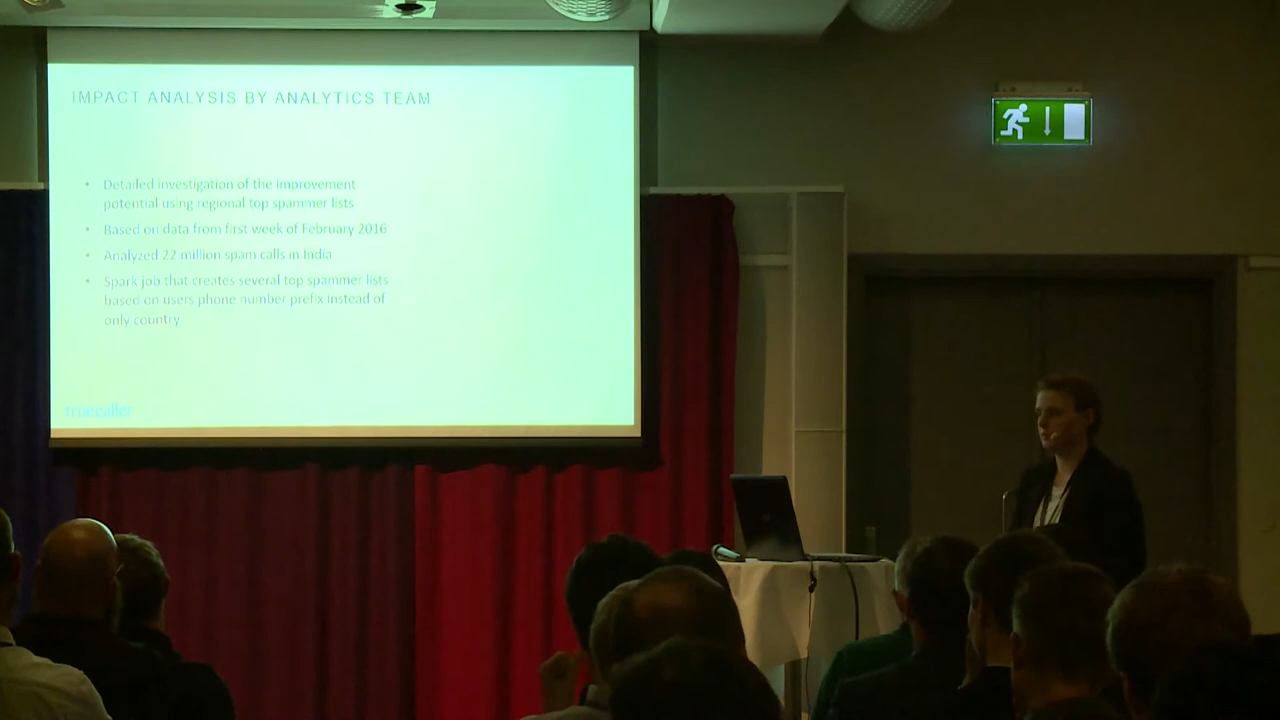 IMPACT ANALYSIS BY ANALYTICS TEAM
• Detailed investigation of the improvement
potential using regional top spammer lists
• Based on data from first week of February 2016
• Analyzed 22 million spam calls in India
• Spark job that creates several top spammer lists
based on users phone number prefix instead of
only country
truecaller